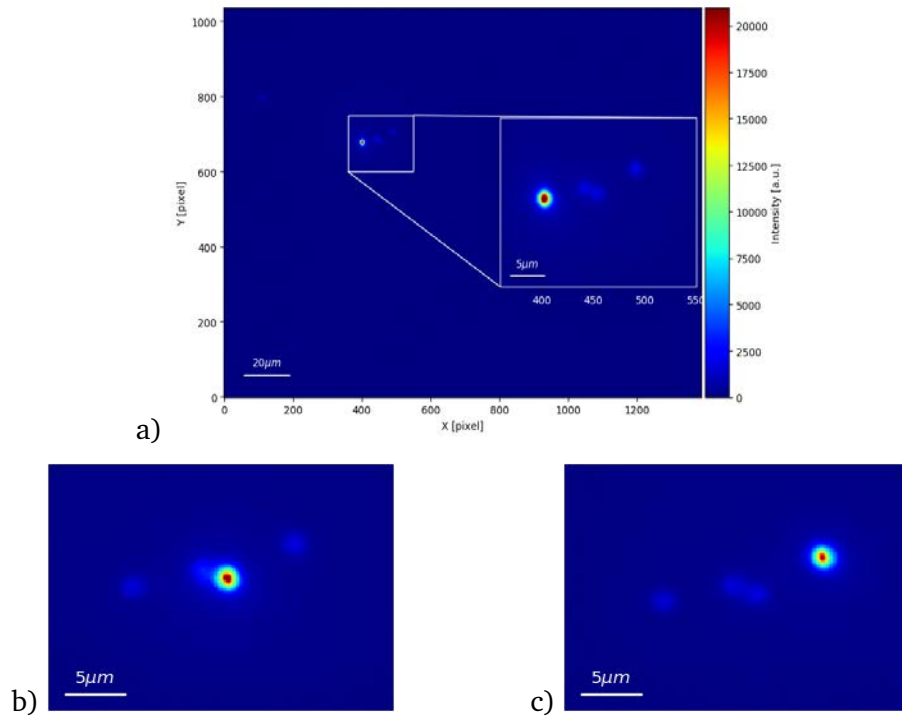 1000
800
600
400
200
0
Y [pixel]
0 200 400 600 800 1000 1200
X [pixel]
20μm
5μm
400 450 500 550
20000
17500
15000
12500
10000
7500
5000
2500
0
Intensity [a.u.]
a)
5μm
b)
5μm
c)